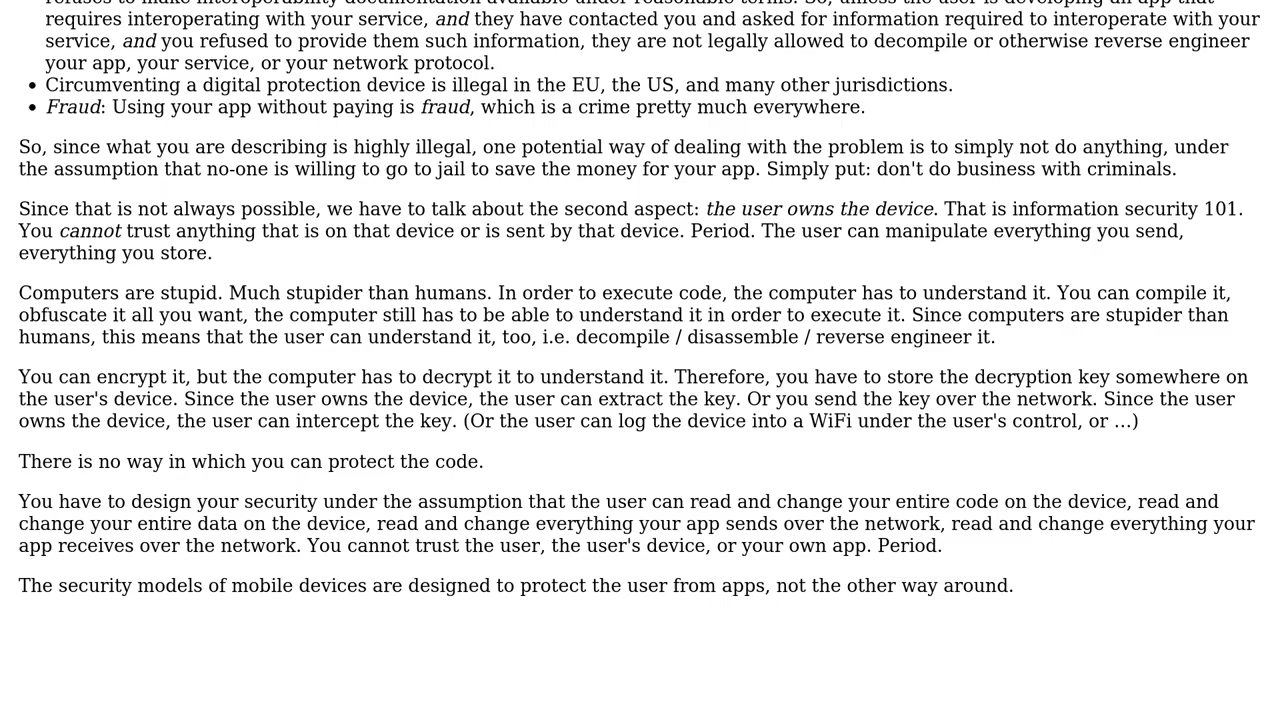 refuses to make interoperability documentation available under reasonable terms. So, unless the user is developing an app that
requires interoperating with your service, and they have contacted you and asked for information required to interoperate with your
service, and you refused to provide them such information, they are not legally allowed to decompile or otherwise reverse engineer
your app, your service, or your network protocol.
• Circumventing a digital protection device is illegal in the EU, the US, and many other jurisdictions.
• Fraud: Using your app without paying is fraud, which is a crime pretty much everywhere.
So, since what you are describing is highly illegal, one potential way of dealing with the problem is to simply not do anything, under
the assumption that no-one is willing to go to jail to save the money for your app. Simply put: don't do business with criminals.
Since that is not always possible, we have to talk about the second aspect: the user owns the device. That is information security 101.
You cannot trust anything that is on that device or is sent by that device. Period. The user can manipulate everything you send,
everything you store.
Computers are stupid. Much stupider than humans. In order to execute code, the computer has to understand it. You can compile it,
obfuscate it all you want, the computer still has to be able to understand it in order to execute it. Since computers are stupider than
humans, this means that the user can understand it, too, i.e. decompile / disassemble / reverse engineer it.
You can encrypt it, but the computer has to decrypt it to understand it. Therefore, you have to store the decryption key somewhere on
the user's device. Since the user owns the device, the user can extract the key. Or you send the key over the network. Since the user
owns the device, the user can intercept the key. (Or the user can log the device into a WiFi under the user's control, or …)
There is no way in which you can protect the code.
You have to design your security under the assumption that the user can read and change your entire code on the device, read and
change your entire data on the device, read and change everything your app sends over the network, read and change everything your
app receives over the network. You cannot trust the user, the user's device, or your own app. Period.
The security models of mobile devices are designed to protect the user from apps, not the other way around.